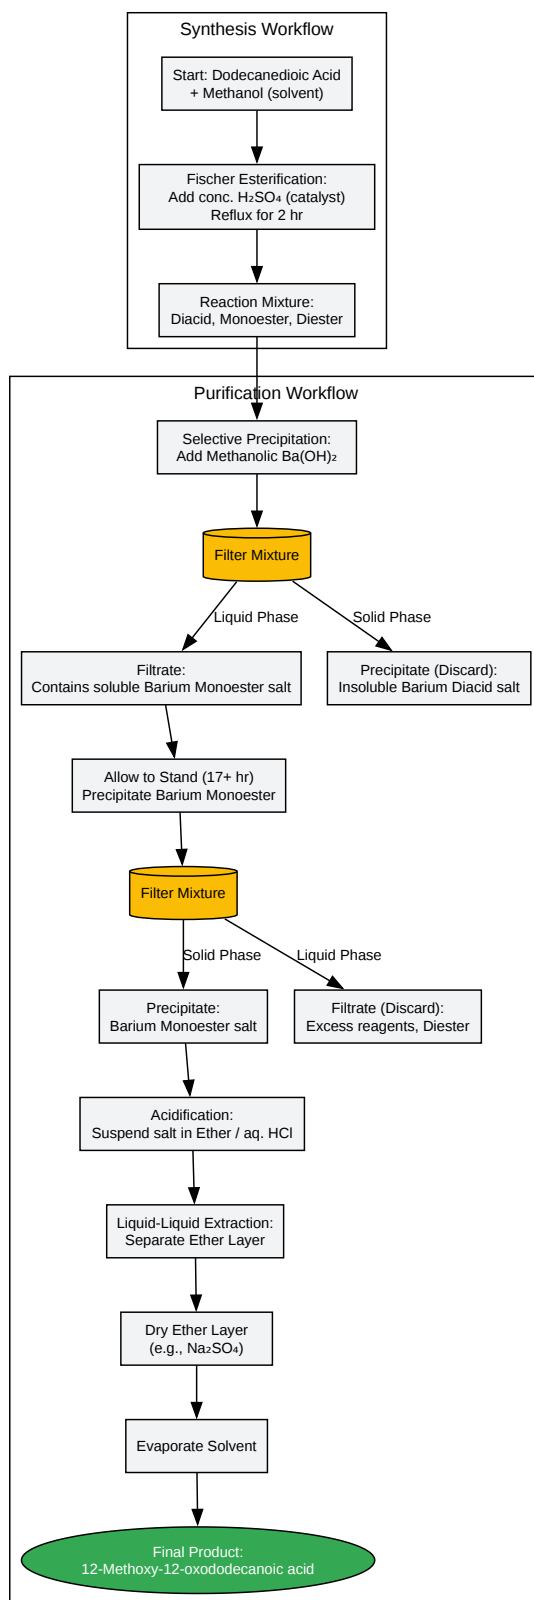 Synthesis Workflow
Start: Dodecanedioic Acid
+ Methanol (solvent)
Fischer Esterification:
Add conc. H₂SO₄ (catalyst)
Reflux for 2 hr
Reaction Mixture:
Diacid, Monoester, Diester
Purification Workflow
Selective Precipitation:
Add Methanolic Ba(OH)₂
Filter Mixture
Liquid Phase
Solid Phase
Filtrate:
Contains soluble Barium Monoester salt
Precipitate (Discard):
Insoluble Barium Diacid salt
Allow to Stand (17+ hr)
Precipitate Barium Monoester
Filter Mixture
Solid Phase
Liquid Phase
Precipitate:
Barium Monoester salt
Filtrate (Discard):
Excess reagents, Diester
Acidification:
Suspend salt in Ether / aq. HCl
Liquid-Liquid Extraction:
Separate Ether Layer
Dry Ether Layer
(e.g., Na₂SO₄)
Evaporate Solvent
Final Product:
12-Methoxy-12-oxododecanoic acid